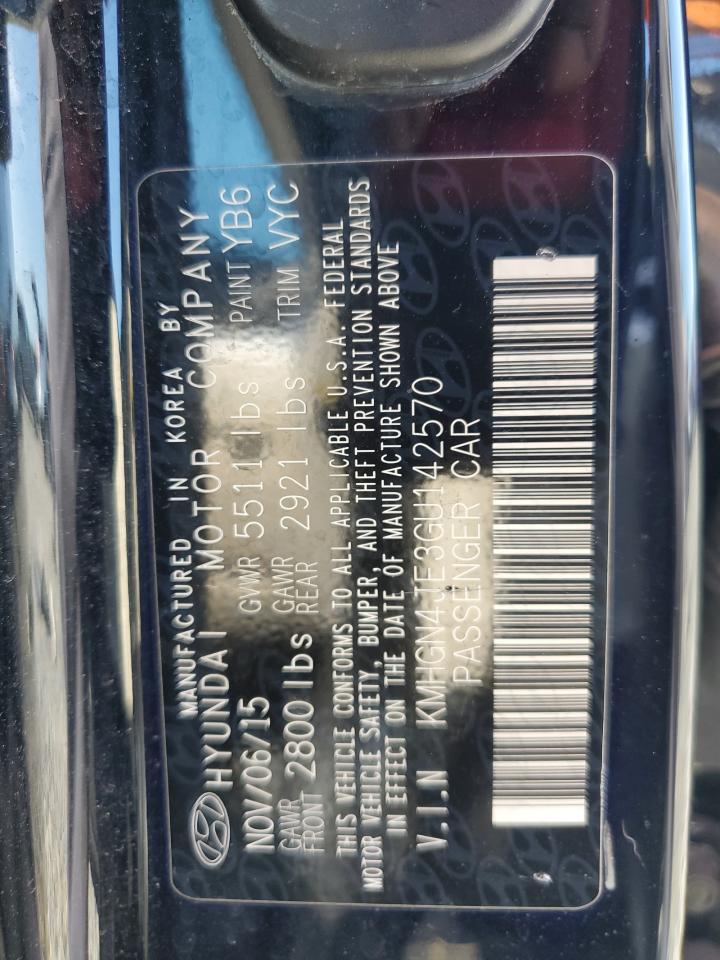 MANUFACTURED IN KOREA BY
HYUNDAI MOTOR COMPANY
NOV/06/15 GVWR 5511 lbs PAINT YB6
GAWR FRONT 2800 lbs GAWR REAR 2921 lbs TRIM VYC
THIS VEHICLE CONFORMS TO ALL APPLICABLE U.S.A. FEDERAL
MOTOR VEHICLE SAFETY, BUMPER, AND THEFT PREVENTION STANDARDS
IN EFFECT ON THE DATE OF MANUFACTURE SHOWN ABOVE
V.I.N KMHGN4JE3GU142570
PASSENGER CAR